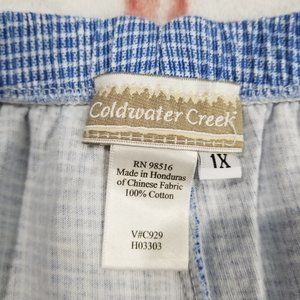 Coldwater Creek
1X
RN 98516
Made in Honduras
of Chinese Fabric
100% Cotton
V#C929
H03303